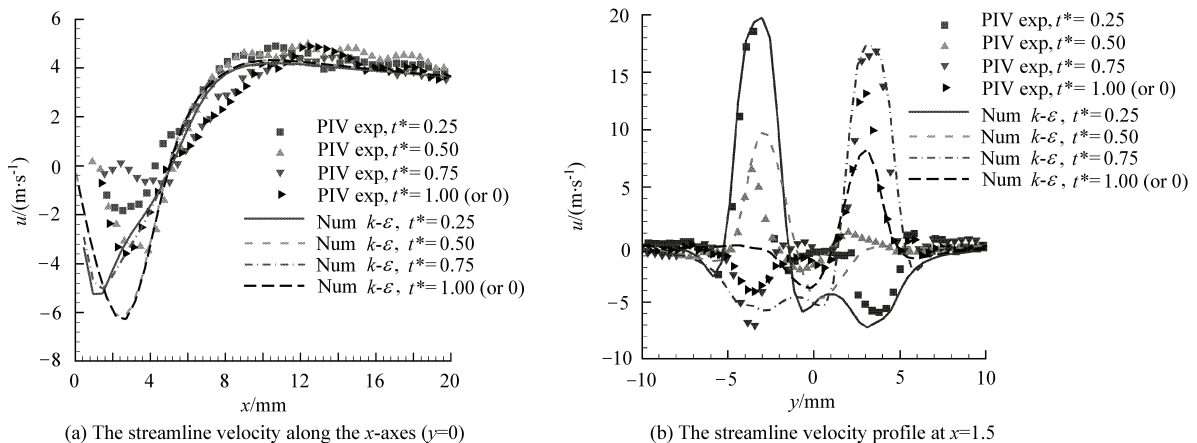 6
4
2
0
−2
−4
−6
−8
u/(m·s-1)
0
4
8
12
16
20
x/mm
PIV exp, t*= 0.25
PIV exp, t*= 0.50
PIV exp, t*= 0.75
PIV exp, t*= 1.00 (or 0)
Num k-ε, t*= 0.25
Num k-ε, t*= 0.50
Num k-ε, t*= 0.75
Num k-ε, t*= 1.00 (or 0)
(a) The streamline velocity along the x-axes (y=0)
20
15
10
5
0
−5
−10
u/(m·s-1)
−10
−5
0
5
10
y/mm
PIV exp, t*= 0.25
PIV exp, t*= 0.50
PIV exp, t*= 0.75
PIV exp, t*= 1.00 (or 0)
Num k-ε, t*= 0.25
Num k-ε, t*= 0.50
Num k-ε, t*= 0.75
Num k-ε, t*= 1.00 (or 0)
(b) The streamline velocity profile at x=1.5